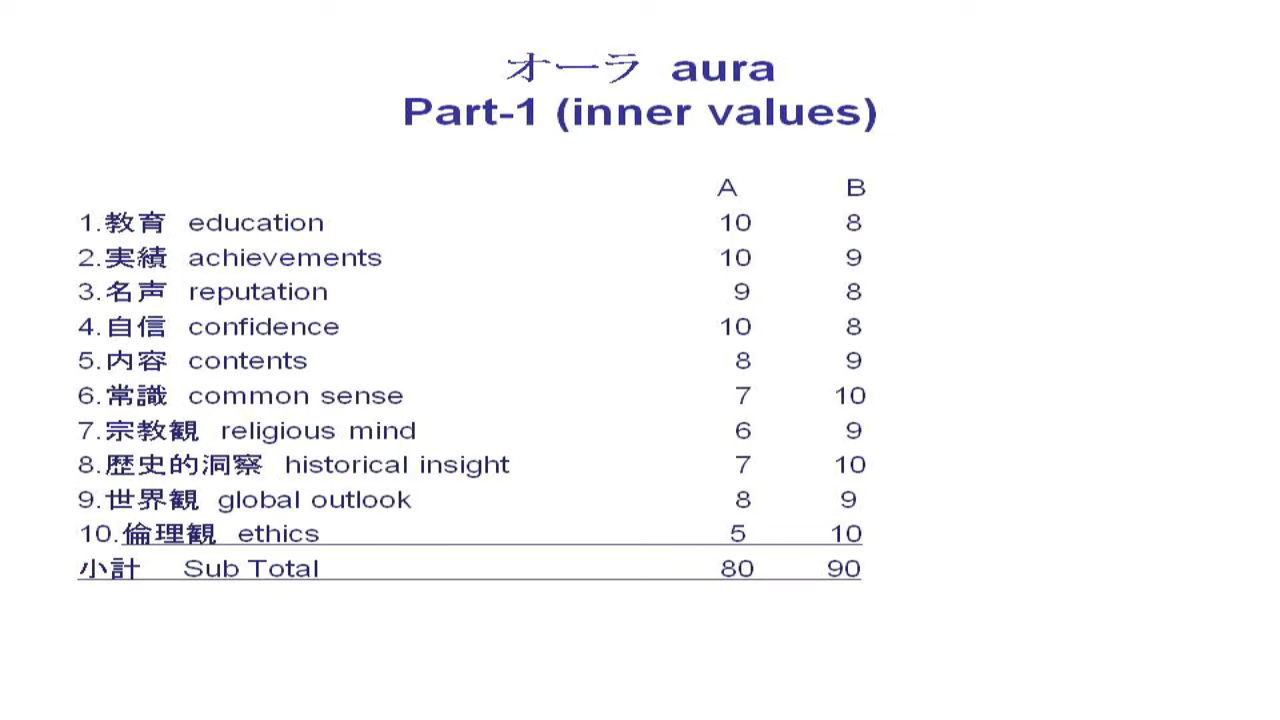 オーラ aura
Part-1 (inner values)
A B
1.教育 education 10 8
2.実績 achievements 10 9
3.名声 reputation 9 8
4.自信 confidence 10 8
5.内容 contents 8 9
6.常識 common sense 7 10
7.宗教観 religious mind 6 9
8.歴史的洞察 historical insight 7 10
9.世界観 global outlook 8 9
10.倫理観 ethics 5 10
小計 Sub Total 80 90